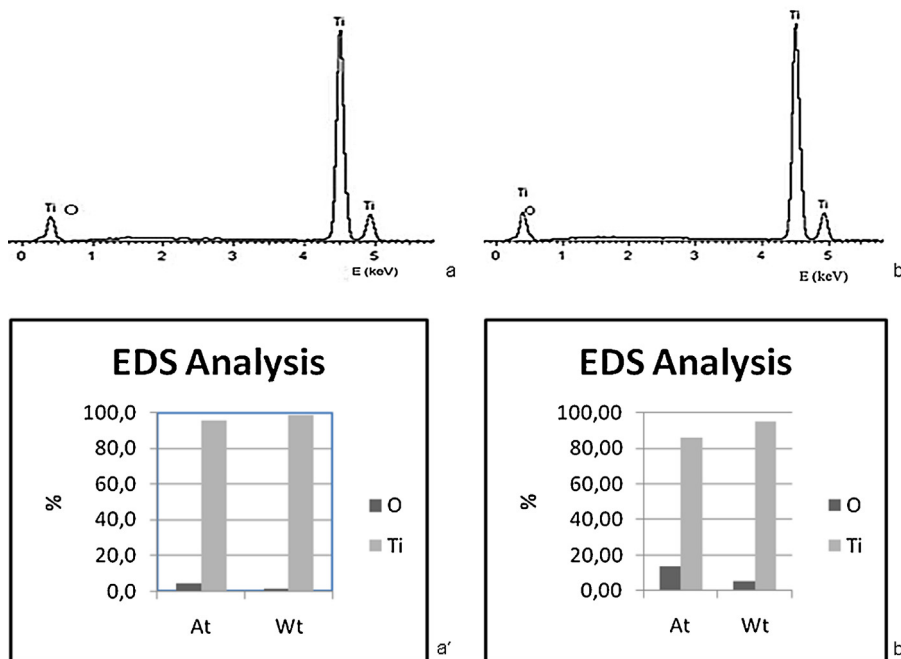 Ti
Ti O
Ti
0 1 2 3 4 5
E (keV)
a
Ti
Ti
O
Ti
0 1 2 3 4 5
E (keV)
b
EDS Analysis
100,0
80,0
60,0
40,0
20,0
0,0
%
At Wt
O
Ti
a′
EDS Analysis
100,00
80,00
60,00
40,00
20,00
0,00
%
At Wt
O
Ti
b